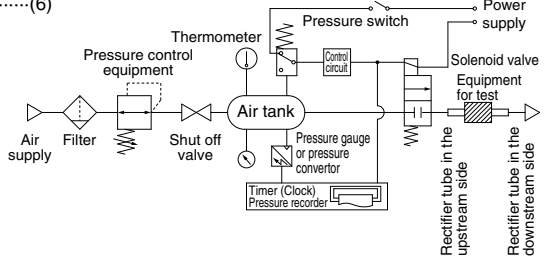 ......(6)
Power
supply
Pressure switch
Thermometer
Pressure control
equipment
Control
circuit
Solenoid valve
Equipment
for test
Air tank
Air
supply
Filter
Shut off
valve
Pressure gauge
or pressure
convertor
Timer (Clock)
Pressure recorder
Rectifier tube in the
upstream side
Rectifier tube in the
downstream side